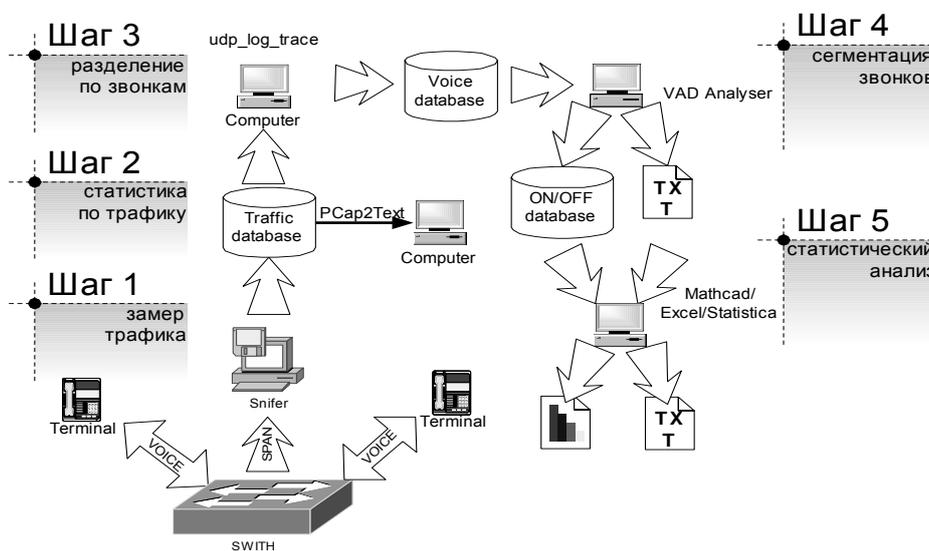 Шаг 3
разделение
по звонкам
udp_log_trace
Computer
Voice
database
VAD Analyser
Шаг 4
сегментация
звонков
Шаг 2
статистика
по трафику
Traffic
database
PCap2Text
Computer
ON/OFF
database
TX
T
Шаг 5
статистический
анализ
Шаг 1
замер
трафика
Snifer
Mathcad/
Excel/Statistica
TX
T
Terminal
VOICE
SPAN
VOICE
Terminal
SWITH